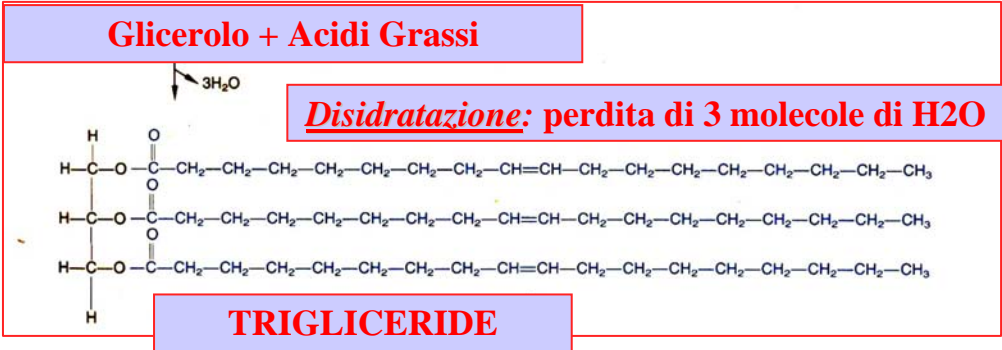 Glicerolo + Acidi Grassi
3H₂O
Disidratazione: perdita di 3 molecole di H2O
H O
H—C—O—C—CH₂—CH₂—CH₂—CH₂—CH₂—CH₂—CH₂—CH=CH—CH₂—CH₂—CH₂—CH₂—CH₂—CH₂—CH₂—CH₃
O
H—C—O—C—CH₂—CH₂—CH₂—CH₂—CH₂—CH₂—CH₂—CH=CH—CH₂—CH₂—CH₂—CH₂—CH₂—CH₂—CH₂—CH₃
O
H—C—O—C—CH₂—CH₂—CH₂—CH₂—CH₂—CH₂—CH₂—CH=CH—CH₂—CH₂—CH₂—CH₂—CH₂—CH₂—CH₂—CH₃
H
TRIGLICERIDE